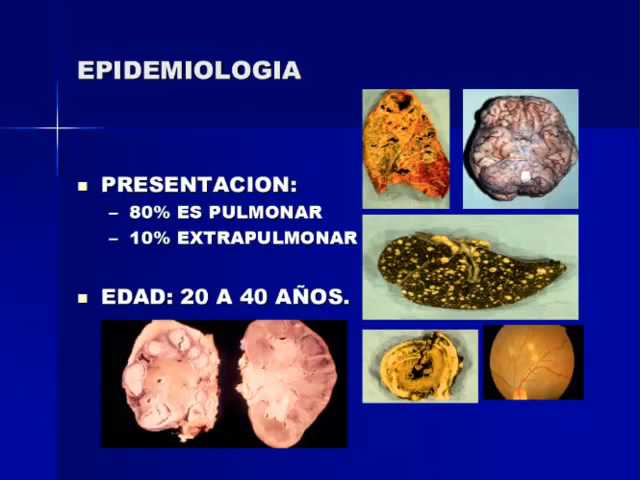 EPIDEMIOLOGIA
PRESENTACION:
– 80% ES PULMONAR
– 10% EXTRAPULMONAR
EDAD: 20 A 40 AÑOS.